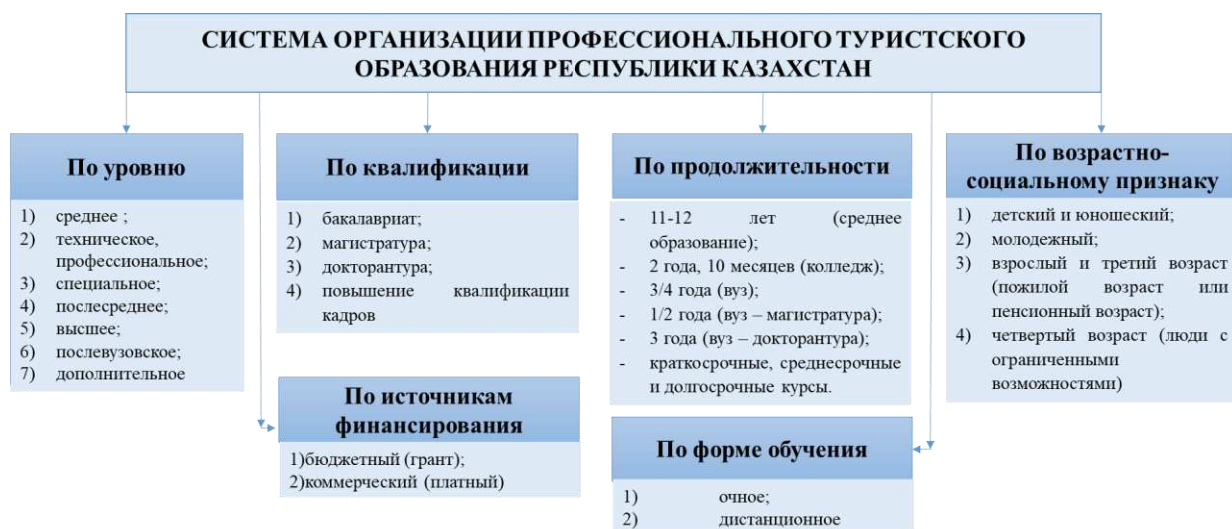 СИСТЕМА ОРГАНИЗАЦИИ ПРОФЕССИОНАЛЬНОГО ТУРИСТСКОГО
ОБРАЗОВАНИЯ РЕСПУБЛИКИ КАЗАХСТАН
По уровню
1) среднее ;
2) техническое,
профессиональное;
3) специальное;
4) послесреднее;
5) высшее;
6) послевузовское;
7) дополнительное
По квалификации
1) бакалавриат;
2) магистратура;
3) докторантура;
4) повышение квалификации
кадров
По источникам
финансирования
1)бюджетный (грант);
2)коммерческий (платный)
По продолжительности
- 11-12 лет (среднее
образование);
- 2 года, 10 месяцев (колледж);
- 3/4 года (вуз);
- 1/2 года (вуз – магистратура);
- 3 года (вуз – докторантура);
- краткосрочные, среднесрочные
и долгосрочные курсы.
По форме обучения
1) очное;
2) дистанционное
По возрастно-
социальному признаку
1) детский и юношеский;
2) молодежный;
3) взрослый и третий возраст
(пожилой возраст или
пенсионный возраст);
4) четвертый возраст (люди с
ограниченными
возможностями)